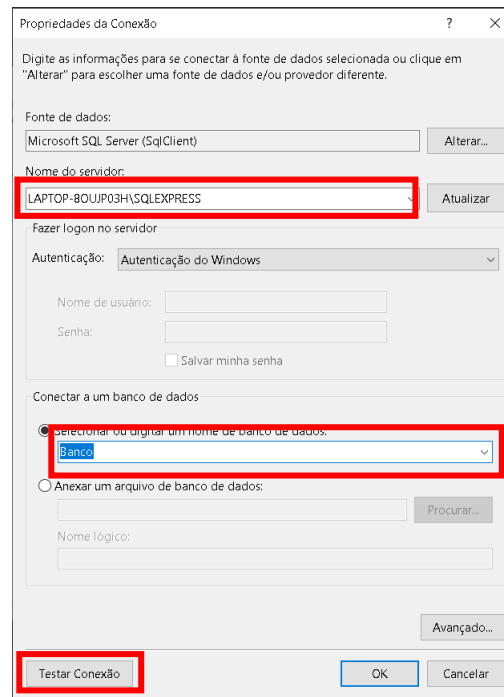 Propriedades da Conexão ? ×
Digite as informações para se conectar à fonte de dados selecionada ou clique em
"Alterar" para escolher uma fonte de dados e/ou provedor diferente.
Fonte de dados:
Microsoft SQL Server (SqlClient) Alterar...
Nome do servidor:
LAPTOP-8OUJP03H\SQLEXPRESS Atualizar
Fazer logon no servidor
Autenticação: Autenticação do Windows
Nome de usuário:
Senha:
Salvar minha senha
Conectar a um banco de dados
Selecionar ou digitar um nome de banco de dados:
Banco
Anexar um arquivo de banco de dados:
Procurar...
Nome lógico:
Avançado...
Testar Conexão OK Cancelar